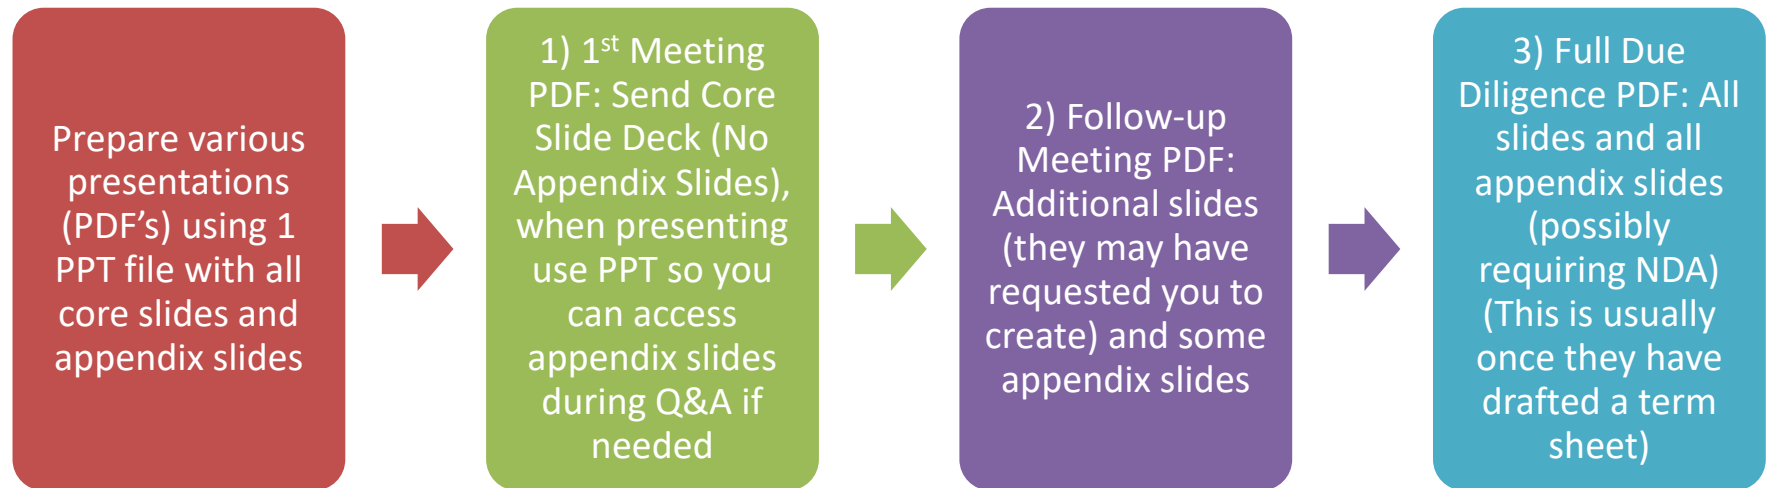 Prepare various
presentations
(PDF’s) using 1
PPT file with all
core slides and
appendix slides
1) 1st Meeting
PDF: Send Core
Slide Deck (No
Appendix Slides),
when presenting
use PPT so you
can access
appendix slides
during Q&A if
needed
2) Follow-up
Meeting PDF:
Additional slides
(they may have
requested you to
create) and some
appendix slides
3) Full Due
Diligence PDF: All
slides and all
appendix slides
(possibly
requiring NDA)
(This is usually
once they have
drafted a term
sheet)